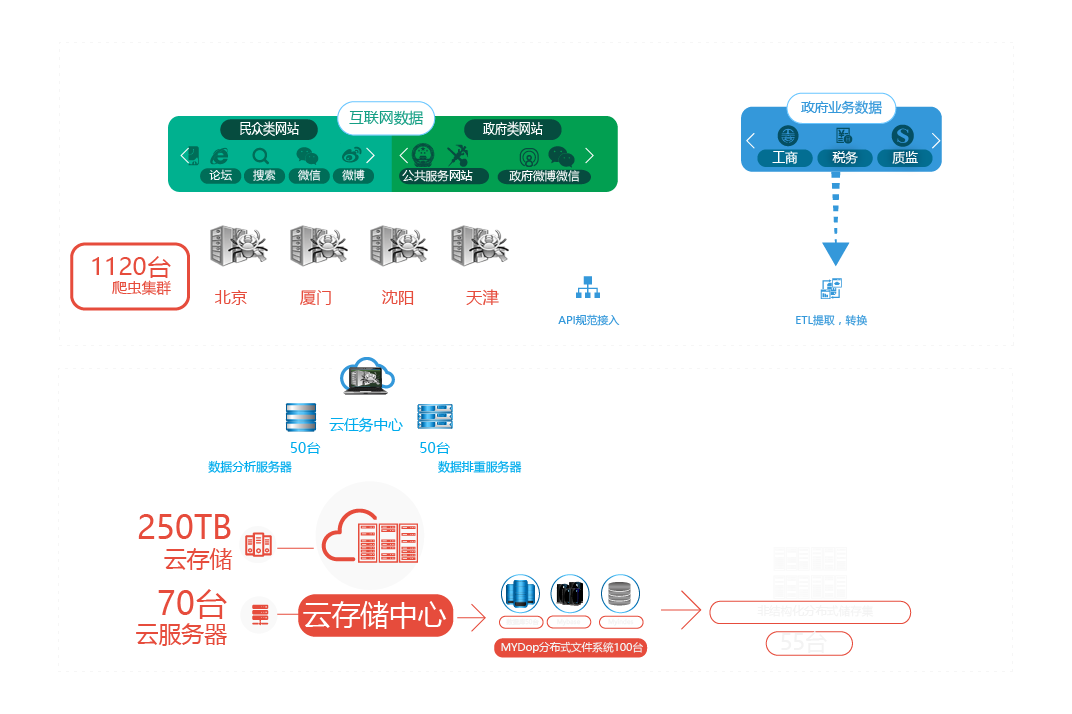 互联网数据
民众类网站
政府类网站
论坛
搜索
微信
微博
公共服务网站
政府微博微信
政府业务数据
工商
税务
质监
1120台
爬虫集群
北京
厦门
沈阳
天津
API规范接入
ETL提取，转换
云任务中心
50台
数据分析服务器
50台
数据排重服务器
250TB
云存储
70台
云服务器
云存储中心
MYDop分布式文件系统100台
非结构化分布式储存量
55台